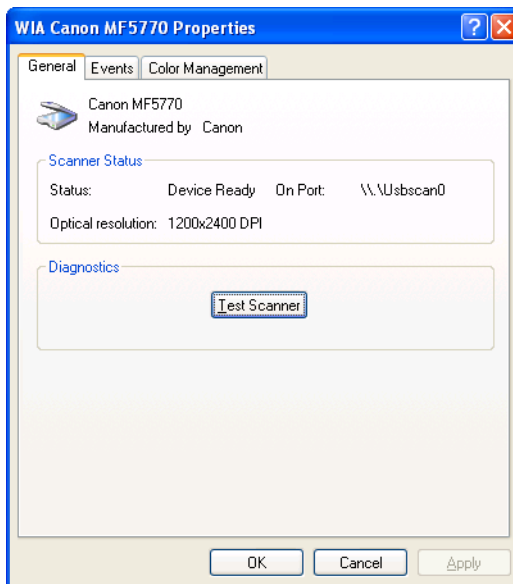 WIA Canon MF5770 Properties
General Events Color Management
Canon MF5770
Manufactured by Canon
Scanner Status
Status: Device Ready On Port: \\.\Usbscan0
Optical resolution: 1200x2400 DPI
Diagnostics
Test Scanner
OK Cancel Apply